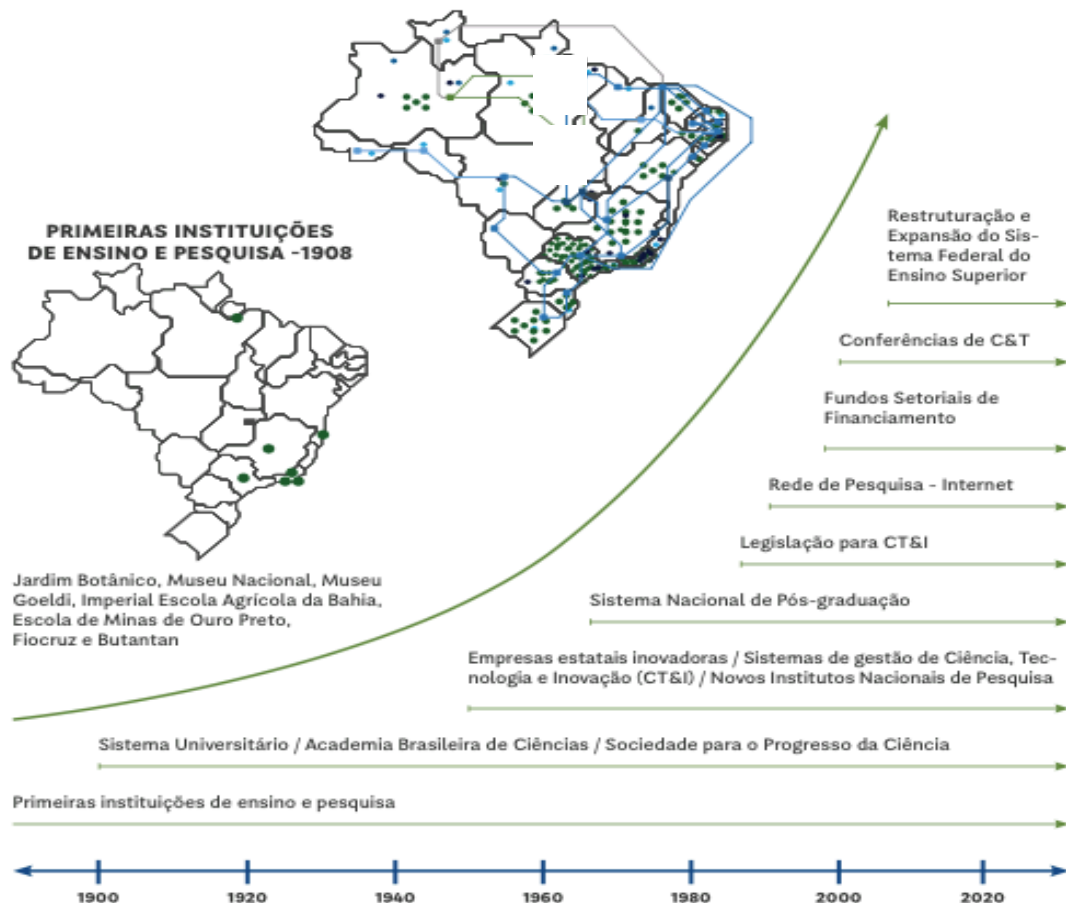 PRIMEIRAS INSTITUIÇÕES
DE ENSINO E PESQUISA -1908
Jardim Botânico, Museu Nacional, Museu
Goeldi, Imperial Escola Agrícola da Bahia,
Escola de Minas de Ouro Preto,
Fiocruz e Butantan
Restruturação e
Expansão do Sis-
tema Federal do
Ensino Superior
Conferências de C&T
Fundos Setoriais de
Financiamento
Rede de Pesquisa - Internet
Legislação para CT&I
Sistema Nacional de Pós-graduação
Empresas estatais inovadoras / Sistemas de gestão de Ciência, Tec-
nologia e Inovação (CT&I) / Novos Institutos Nacionais de Pesquisa
Sistema Universitário / Academia Brasileira de Ciências / Sociedade para o Progresso da Ciência
Primeiras instituições de ensino e pesquisa
1900 1920 1940 1960 1980 2000 2020